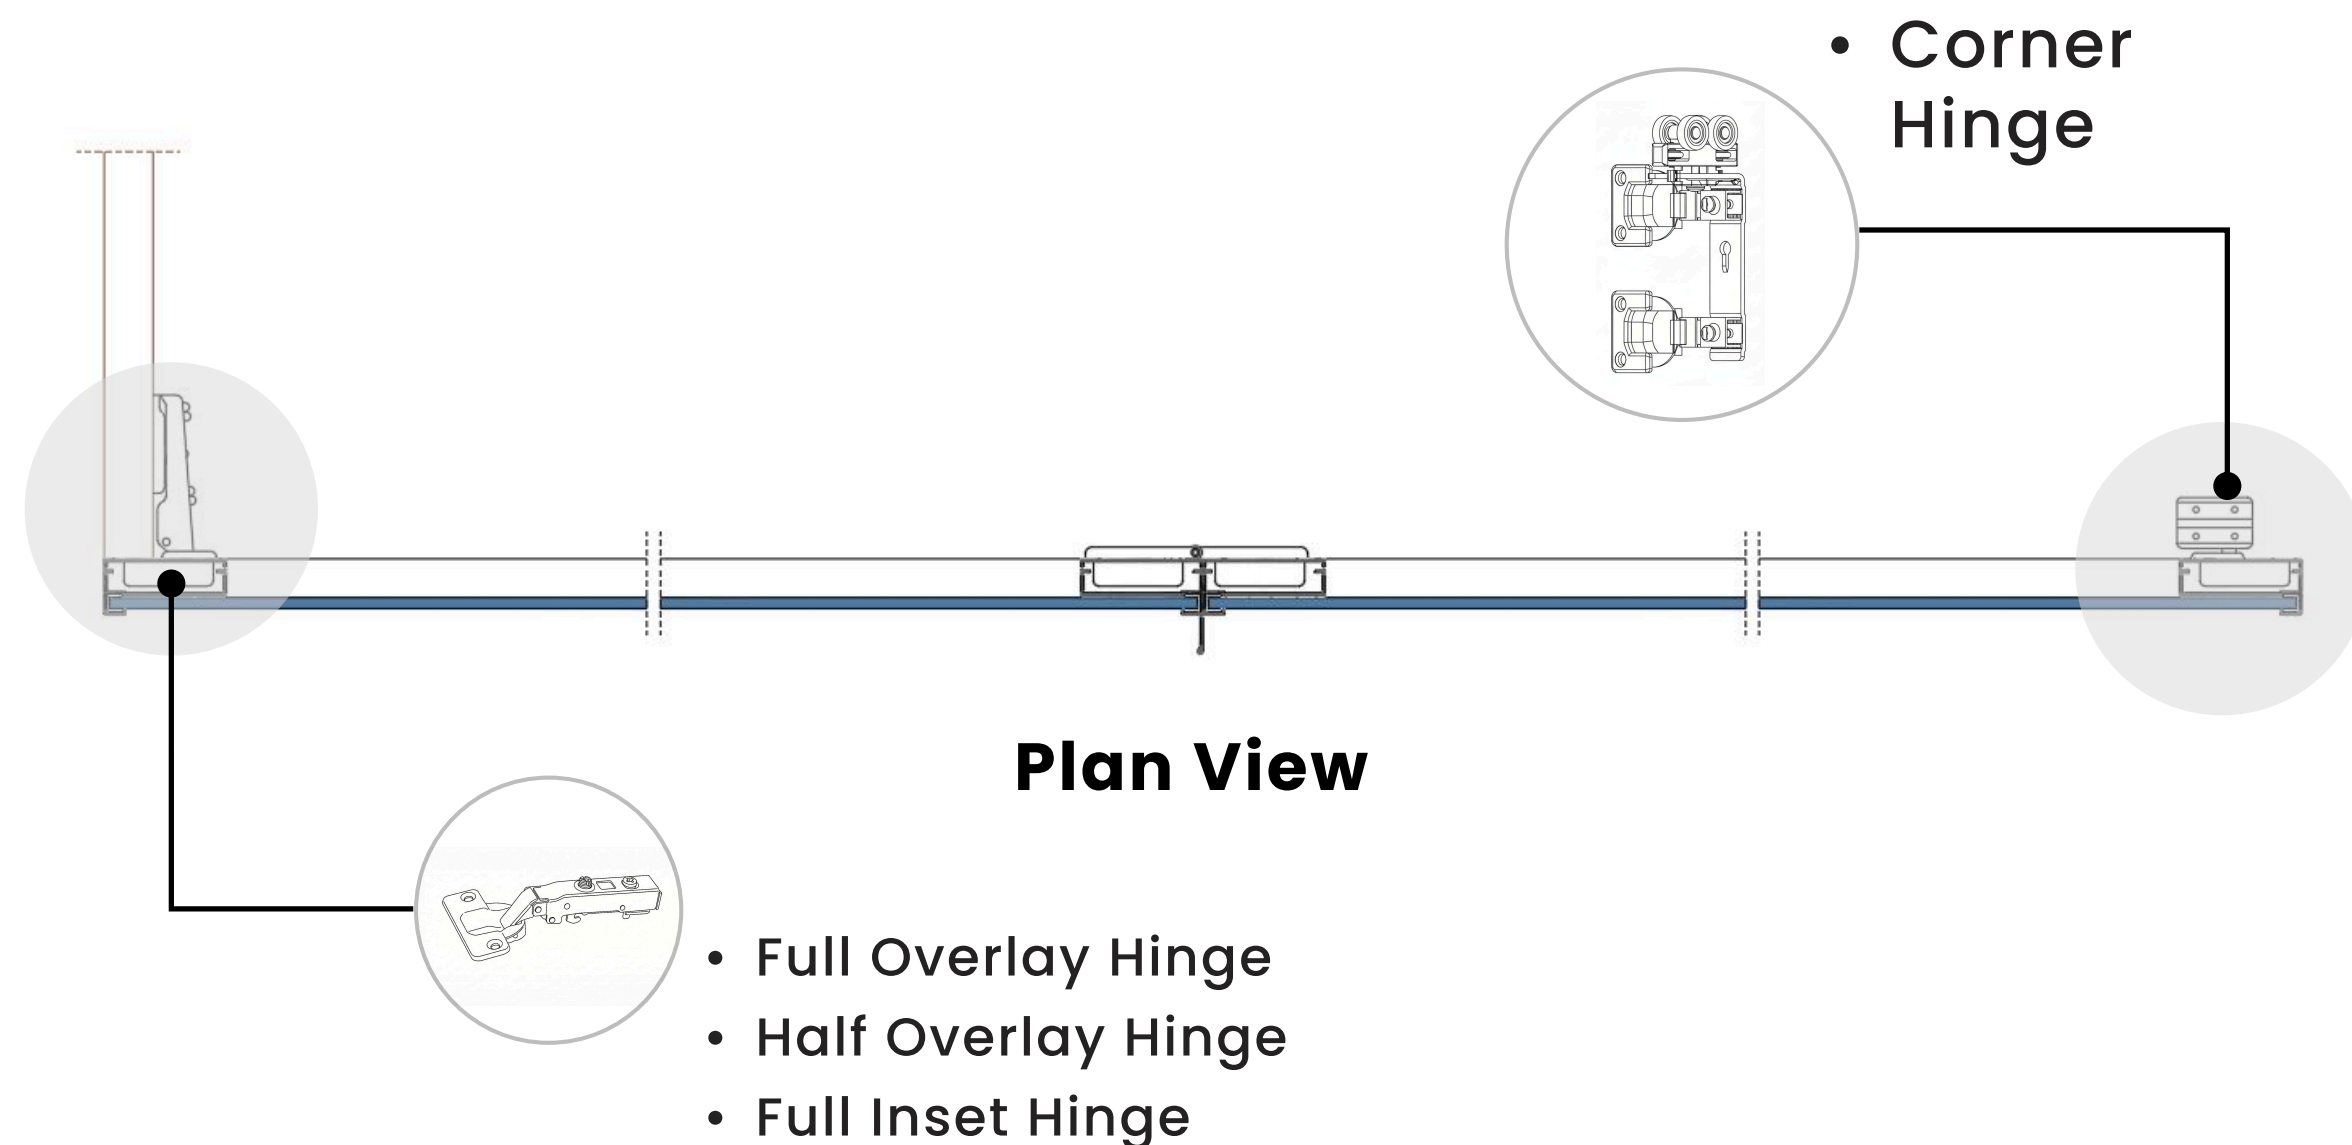 • Corner
Hinge
Plan View
• Full Overlay Hinge
• Half Overlay Hinge
• Full Inset Hinge